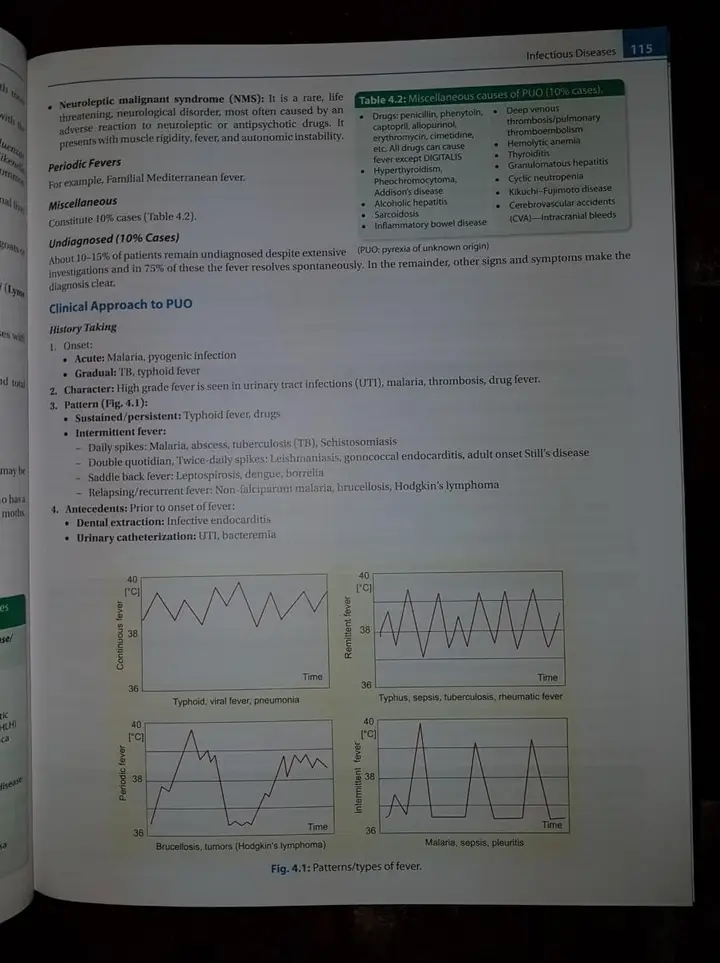 Infectious Diseases 115
• Neuroleptic malignant syndrome (NMS): It is a rare, life
threatening, neurological disorder, most often caused by an
adverse reaction to neuroleptic or antipsychotic drugs. It
presents with muscle rigidity, fever, and autonomic instability.
Periodic Fevers
For example, Familial Mediterranean fever.
Miscellaneous
Constitute 10% cases (Table 4.2).
Undiagnosed (10% Cases)
About 10–15% of patients remain undiagnosed despite extensive
investigations and in 75% of these the fever resolves spontaneously. In the remainder, other signs and symptoms make the
diagnosis clear.
Table 4.2: Miscellaneous causes of PUO (10% cases).
• Drugs: penicillin, phenytoin,
captopril, allopurinol,
erythromycin, cimetidine,
etc. All drugs can cause
fever except DIGITALIS
• Hyperthyroidism,
Pheochromocytoma,
Addison's disease
• Alcoholic hepatitis
• Sarcoidosis
• Inflammatory bowel disease
• Deep venous
thrombosis/pulmonary
thromboembolism
• Hemolytic anemia
• Thyroiditis
• Granulomatous hepatitis
• Cyclic neutropenia
• Kikuchi–Fujimoto disease
• Cerebrovascular accidents
(CVA)—Intracranial bleeds
(PUO: pyrexia of unknown origin)
Clinical Approach to PUO
History Taking
1. Onset:
• Acute: Malaria, pyogenic infection
• Gradual: TB, typhoid fever
2. Character: High grade fever is seen in urinary tract infections (UTI), malaria, thrombosis, drug fever.
3. Pattern (Fig. 4.1):
• Sustained/persistent: Typhoid fever, drugs
• Intermittent fever:
– Daily spikes: Malaria, abscess, tuberculosis (TB), Schistosomiasis
– Double quotidian, Twice-daily spikes: Leishmaniasis, gonococcal endocarditis, adult onset Still's disease
– Saddle back fever: Leptospirosis, dengue, borrelia
– Relapsing/recurrent fever: Non-falciparum malaria, brucellosis, Hodgkin's lymphoma
4. Antecedents: Prior to onset of fever:
• Dental extraction: Infective endocarditis
• Urinary catheterization: UTI, bacteremia
40
[°C]
38
36
Continuous fever
Time
Typhoid, viral fever, pneumonia
40
[°C]
38
36
Remittent fever
Time
Typhus, sepsis, tuberculosis, rheumatic fever
40
[°C]
38
36
Periodic fever
Time
Brucellosis, tumors (Hodgkin's lymphoma)
40
[°C]
38
36
Intermittent fever
Time
Malaria, sepsis, pleuritis
Fig. 4.1: Patterns/types of fever.